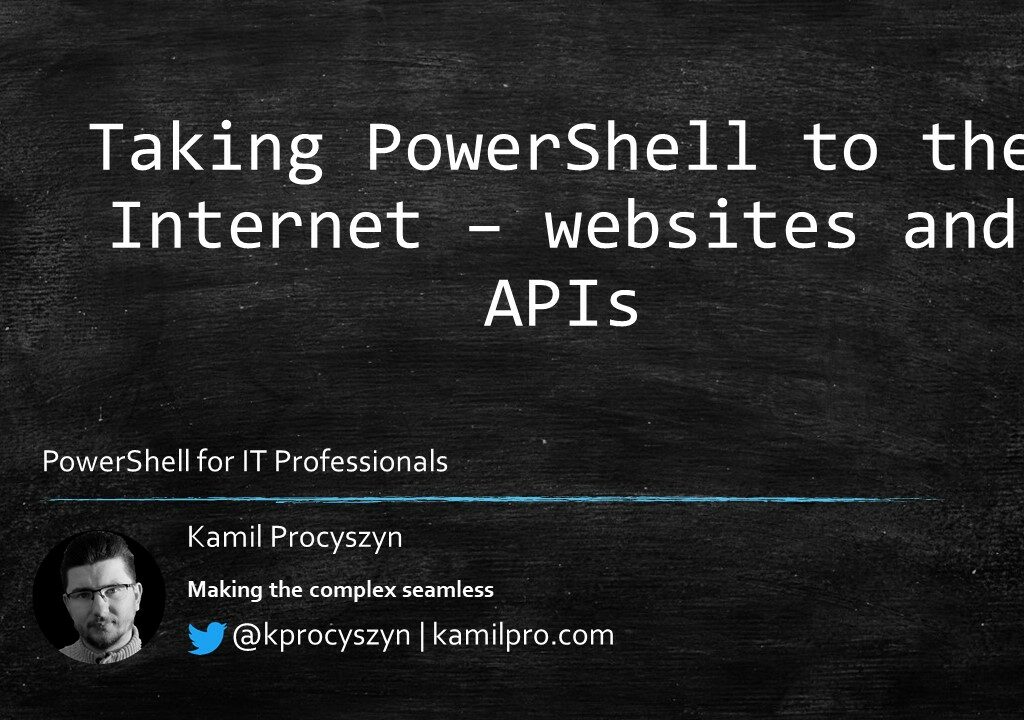 Taking PowerShell to the
Internet – websites and
APIs
PowerShell for IT Professionals
Kamil Procyszyn
Making the complex seamless
@kprocyszyn | kamilpro.com